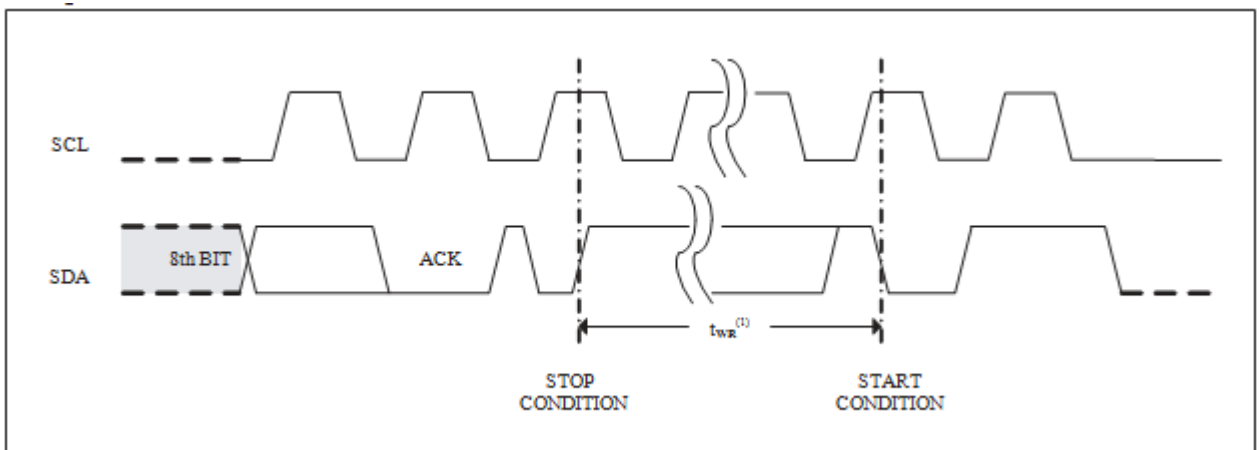 SCL
8th BIT
ACK
SDA
tWR(1)
STOP
CONDITION
START
CONDITION